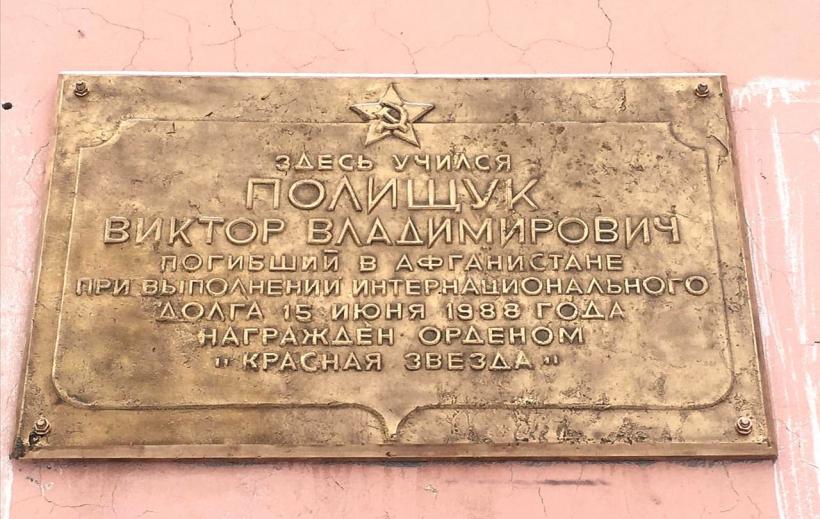 ЗДЕСЬ УЧИЛСЯ
ПОЛИЩУК
ВИКТОР ВЛАДИМИРОВИЧ
ПОГИБШИЙ В АФГАНИСТАНЕ
ПРИ ВЫПОЛНЕНИИ ИНТЕРНАЦИОНАЛЬНОГО
ДОЛГА 15 ИЮНЯ 1988 ГОДА
НАГРАЖДЁН ОРДЕНОМ
"КРАСНАЯ ЗВЕЗДА"